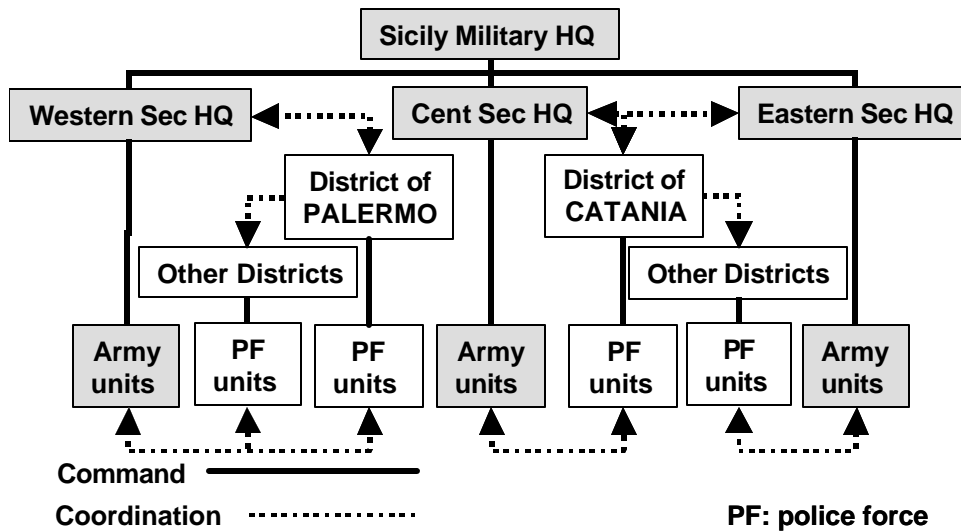 Sicily Military HQ
Western Sec HQ
Cent Sec HQ
Eastern Sec HQ
District of
PALERMO
District of
CATANIA
Other Districts
Other Districts
Army
units
PF
units
PF
units
Army
units
PF
units
PF
units
Army
units
Command
Coordination
PF: police force